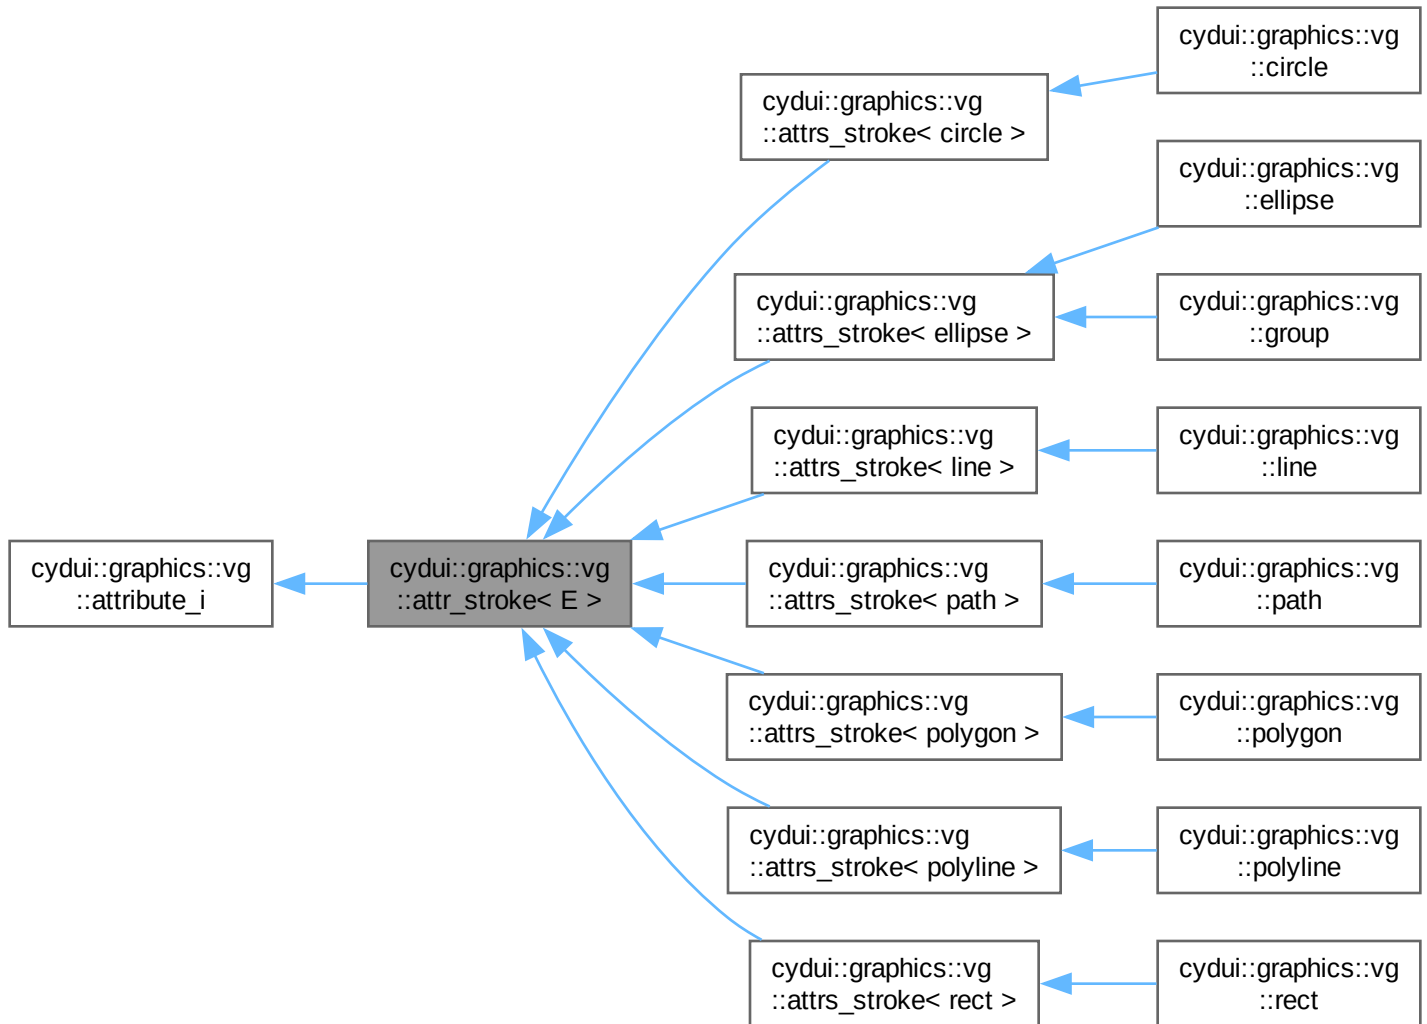 cydui::graphics::vg
::attribute_i
cydui::graphics::vg
::attr_stroke< E >
cydui::graphics::vg
::attrs_stroke< circle >
cydui::graphics::vg
::attrs_stroke< ellipse >
cydui::graphics::vg
::attrs_stroke< line >
cydui::graphics::vg
::attrs_stroke< path >
cydui::graphics::vg
::attrs_stroke< polygon >
cydui::graphics::vg
::attrs_stroke< polyline >
cydui::graphics::vg
::attrs_stroke< rect >
cydui::graphics::vg
::circle
cydui::graphics::vg
::ellipse
cydui::graphics::vg
::group
cydui::graphics::vg
::line
cydui::graphics::vg
::path
cydui::graphics::vg
::polygon
cydui::graphics::vg
::polyline
cydui::graphics::vg
::rect